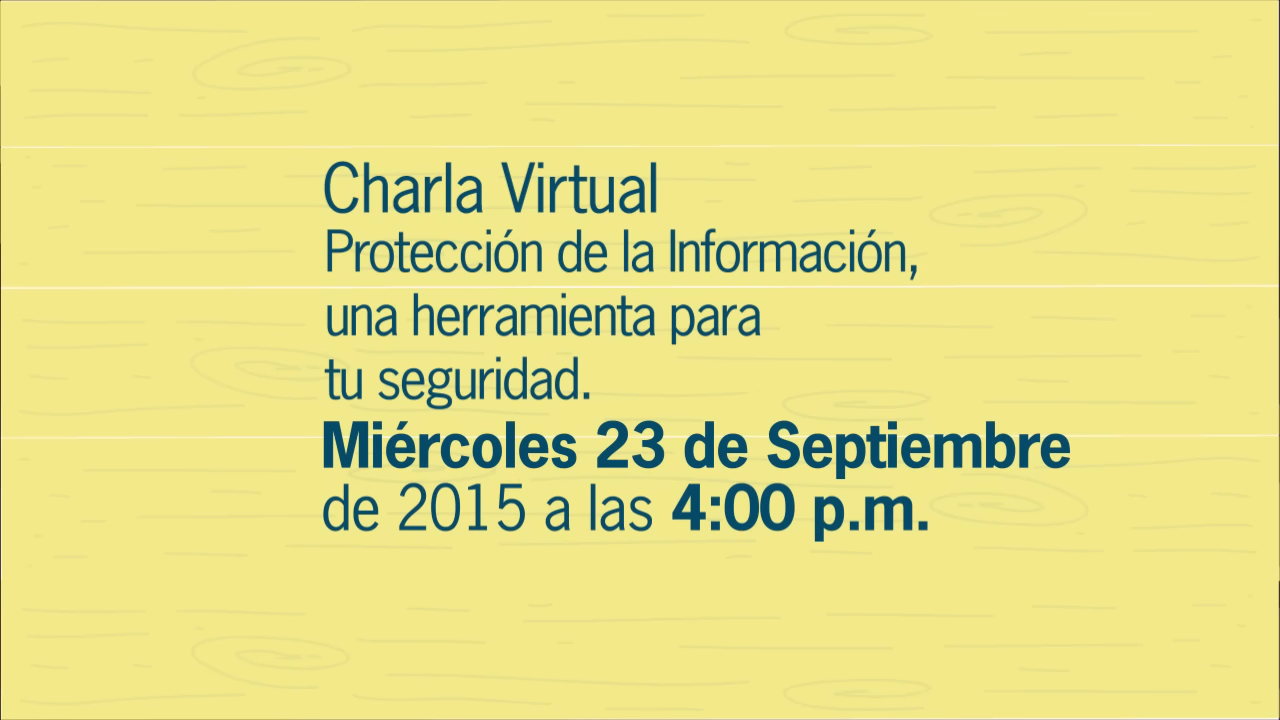 Charla Virtual
Protección de la Información,
una herramienta para
tu seguridad.
Miércoles 23 de Septiembre
de 2015 a las 4:00 p.m.